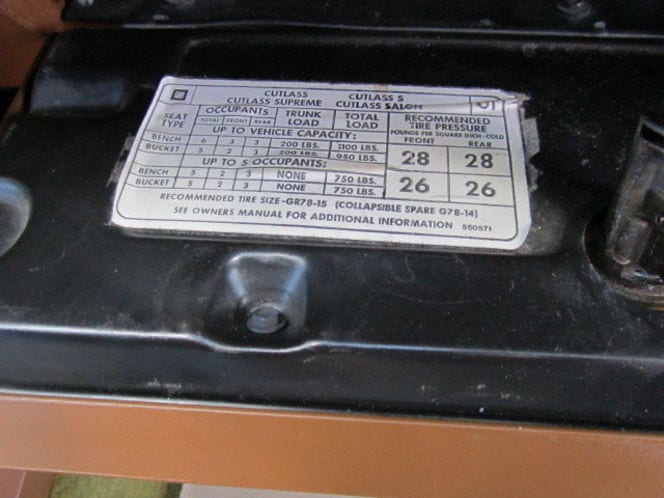 GM CUTLASS CUTLASS S OT
CUTLASS SUPREME CUTLASS SALON
SEAT TYPE OCCUPANTS TRUNK LOAD TOTAL LOAD RECOMMENDED TIRE PRESSURE
TOTAL FRONT REAR POUNDS PER SQUARE INCH-COLD
UP TO VEHICLE CAPACITY: FRONT REAR
BENCH 6 3 3 200 LBS. 1100 LBS. 28 28
BUCKET 5 2 3 200 LBS. 950 LBS.
UP TO 5 OCCUPANTS: 26 26
BENCH 5 2 3 NONE 750 LBS.
BUCKET 5 2 3 NONE 750 LBS.
RECOMMENDED TIRE SIZE-GR78-15 (COLLAPSIBLE SPARE G78-14)
SEE OWNERS MANUAL FOR ADDITIONAL INFORMATION 560571